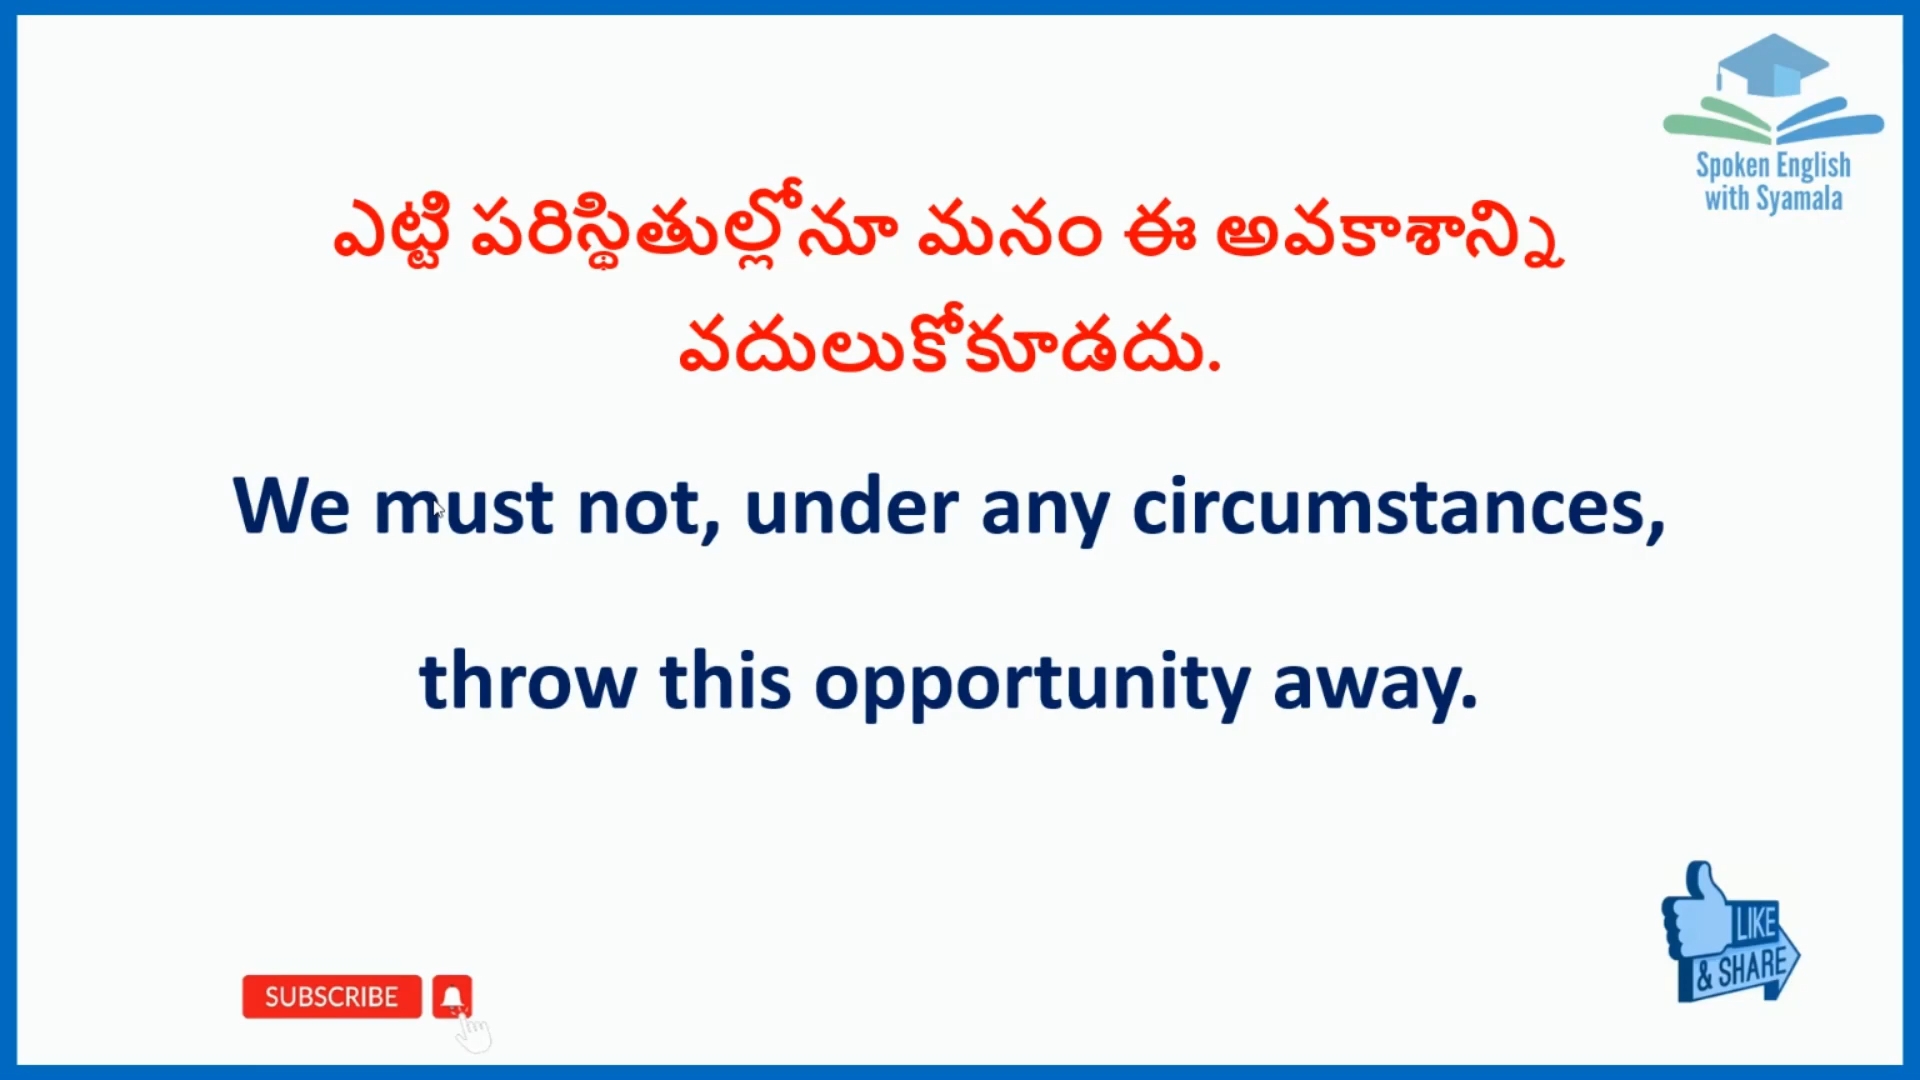 Spoken English
with Syamala
ఎట్టి పరిస్థితుల్లోనూ మనం ఈ అవకాశాన్ని
వదులుకోకూడదు.
We must not, under any circumstances,
throw this opportunity away.
LIKE
& SHARE
SUBSCRIBE